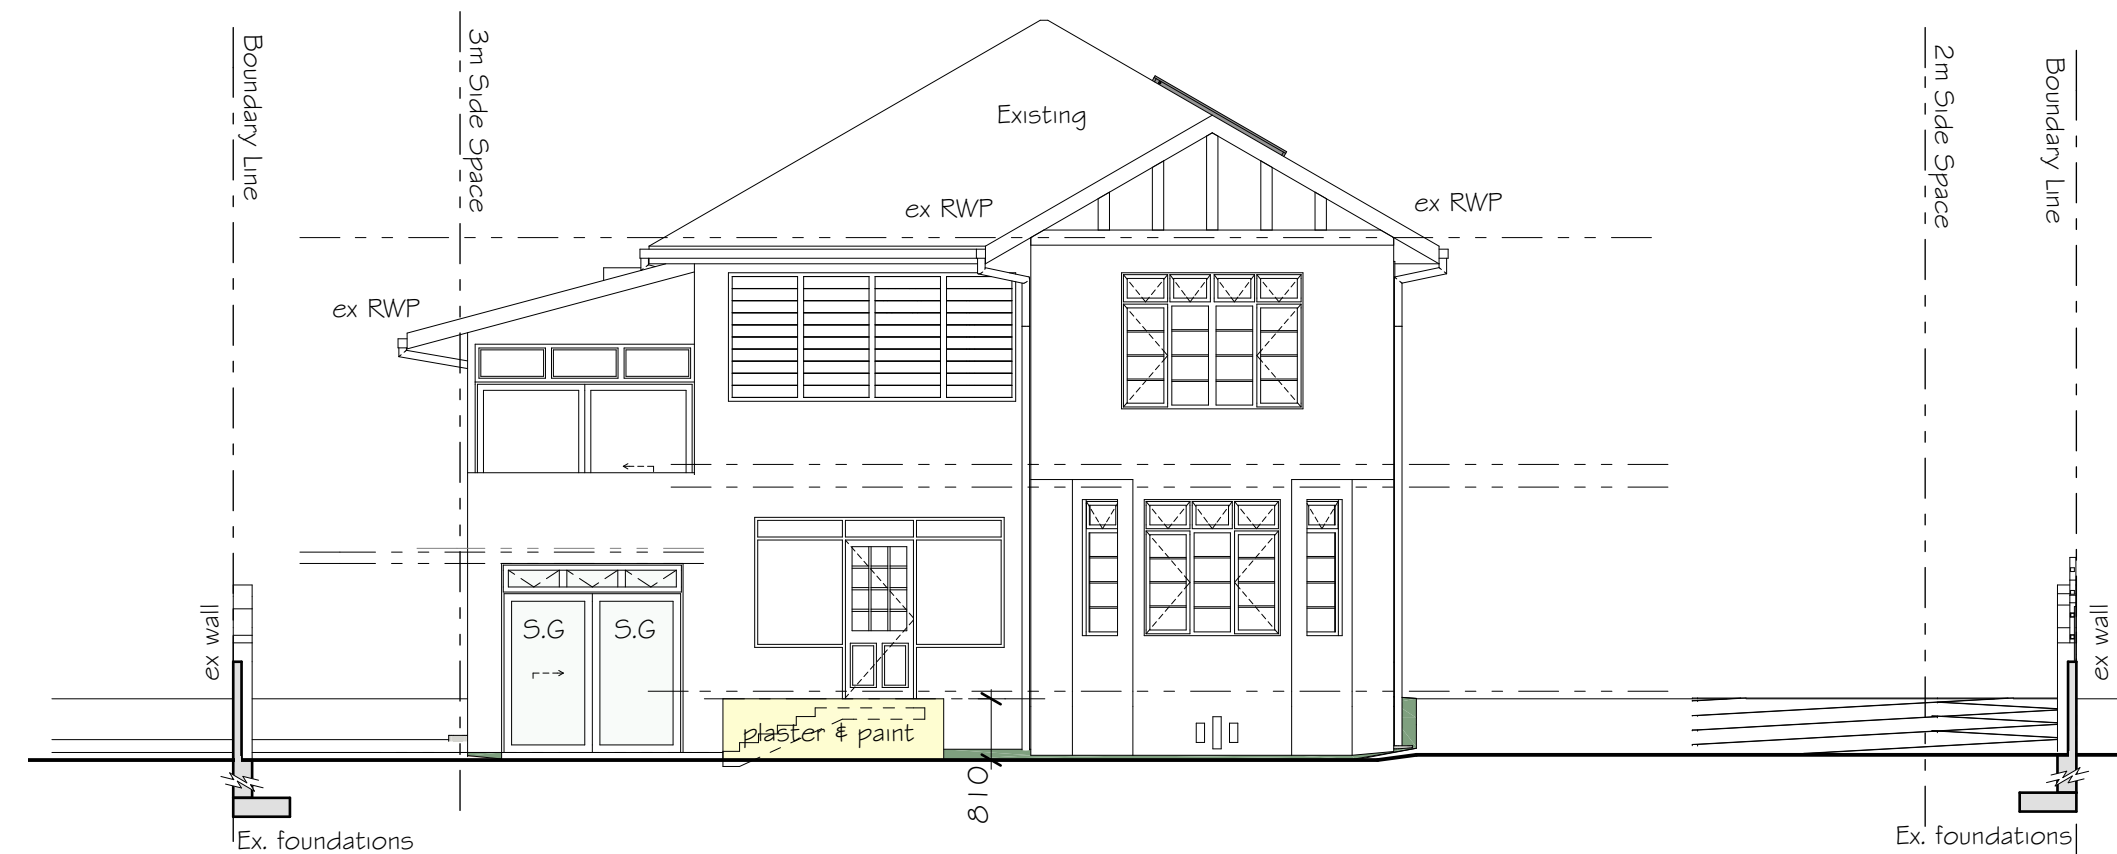 Boundary Line
3m Side Space
Existing
2m Side Space
Boundary Line
ex RWP
ex RWP
ex RWP
ex wall
S.G
S.G
ex wall
plaster & paint
810
Ex. foundations
Ex. foundations